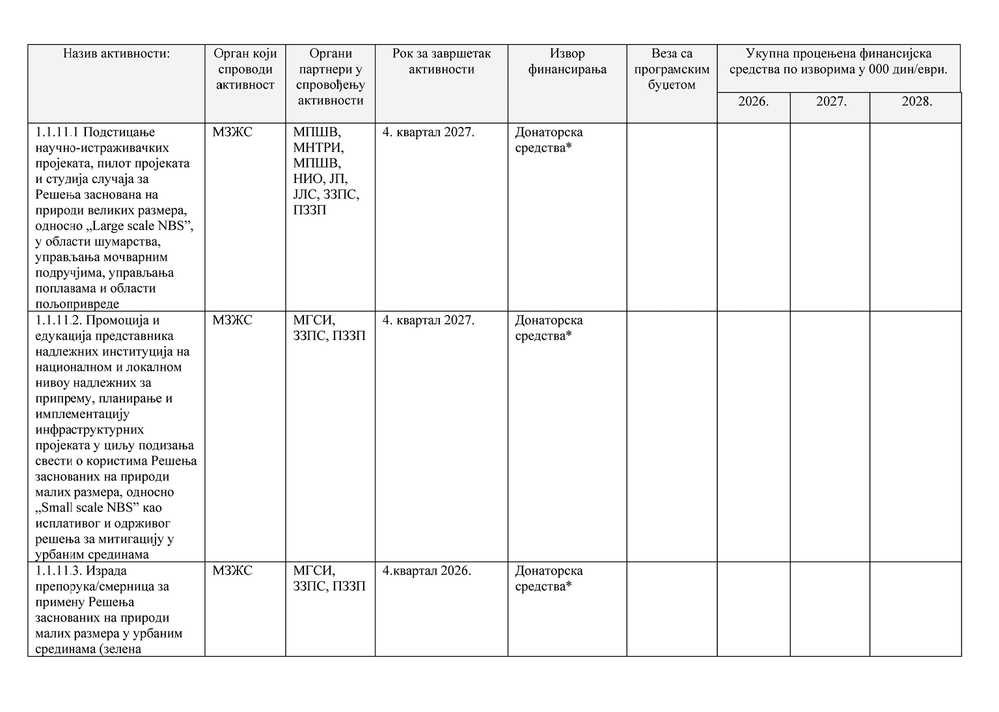 Назив активности:
Орган који
спроводи
активност
Органи
партнери у
спровођењу
активности
Рок за завршетак
активности
Извор
финансирања
Веза са
програмским
буџетом
Укупна процењена финансијска
средства по изворима у 000 дин/еври.
2026.
2027.
2028.
1.1.11.1 Подстицање
научно-истраживачких
пројеката, пилот пројеката
и студија случаја за
Решења заснована на
природи великих размера,
односно „Large scale NBS”,
у области шумарства,
управљања мочварним
подручјима, управљања
поплавама и области
пољопривреде
МЗЖС
МПШВ,
МНТРИ,
МПШВ,
НИО, ЈП,
ЈЛС, ЗЗПС,
ПЗЗП
4. квартал 2027.
Донаторска
средства*
1.1.11.2. Промоција и
едукација представника
надлежних институција на
националном и локалном
нивоу надлежних за
припрему, планирање и
имплементацију
инфраструктурних
пројеката у циљу подизања
свести о користима Решења
заснованих на природи
малих размера, односно
„Small scale NBS” као
исплативог и одрживог
решења за митигацију у
урбаним срединама
МЗЖС
МГСИ,
ЗЗПС, ПЗЗП
4. квартал 2027.
Донаторска
средства*
1.1.11.3. Израда
препорука/смерница за
примену Решења
заснованих на природи
малих размера у урбаним
срединама (зелена
МЗЖС
МГСИ,
ЗЗПС, ПЗЗП
4.квартал 2026.
Донаторска
средства*